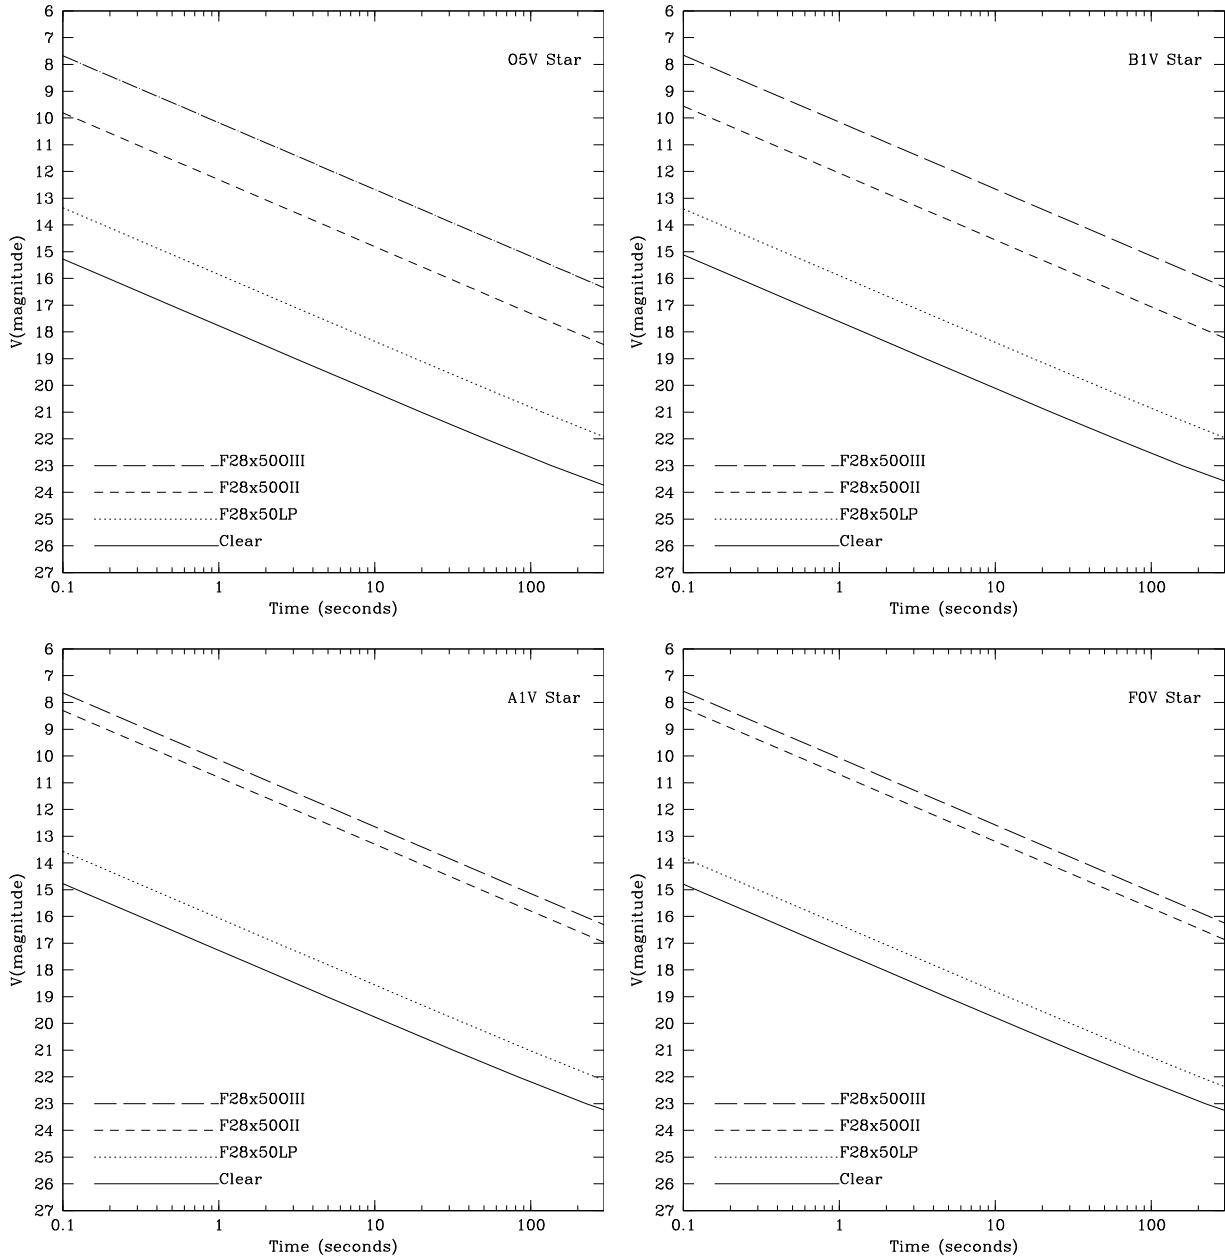 6
7
8
9
10
11
12
13
14
15
16
17
18
19
20
21
22
23
24
25
26
27
V(magnitude)
O5V Star
F28x50OIII
F28x50OII
F28x50LP
Clear
0.1 1 10 100
Time (seconds)
6
7
8
9
10
11
12
13
14
15
16
17
18
19
20
21
22
23
24
25
26
27
V(magnitude)
B1V Star
F28x50OIII
F28x50OII
F28x50LP
Clear
0.1 1 10 100
Time (seconds)
6
7
8
9
10
11
12
13
14
15
16
17
18
19
20
21
22
23
24
25
26
27
V(magnitude)
A1V Star
F28x50OIII
F28x50OII
F28x50LP
Clear
0.1 1 10 100
Time (seconds)
6
7
8
9
10
11
12
13
14
15
16
17
18
19
20
21
22
23
24
25
26
27
V(magnitude)
F0V Star
F28x50OIII
F28x50OII
F28x50LP
Clear
0.1 1 10 100
Time (seconds)